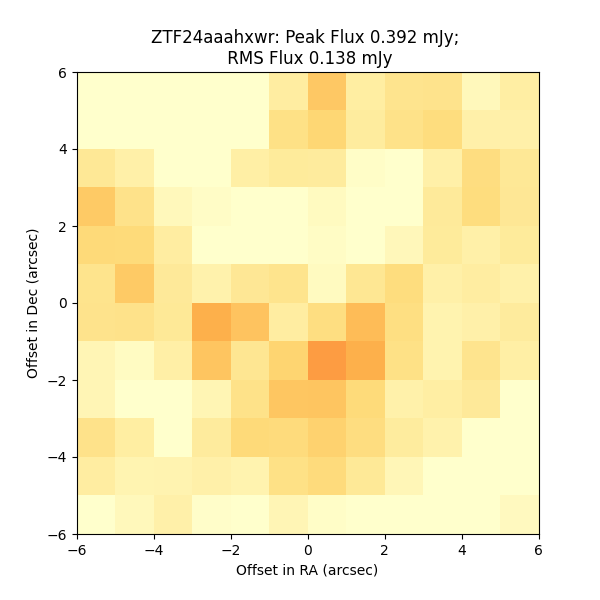 ZTF24aaahxwr: Peak Flux 0.392 mJy;
RMS Flux 0.138 mJy
6
4
2
0
−2
−4
−6
Offset in Dec (arcsec)
−6 −4 −2 0 2 4 6
Offset in RA (arcsec)